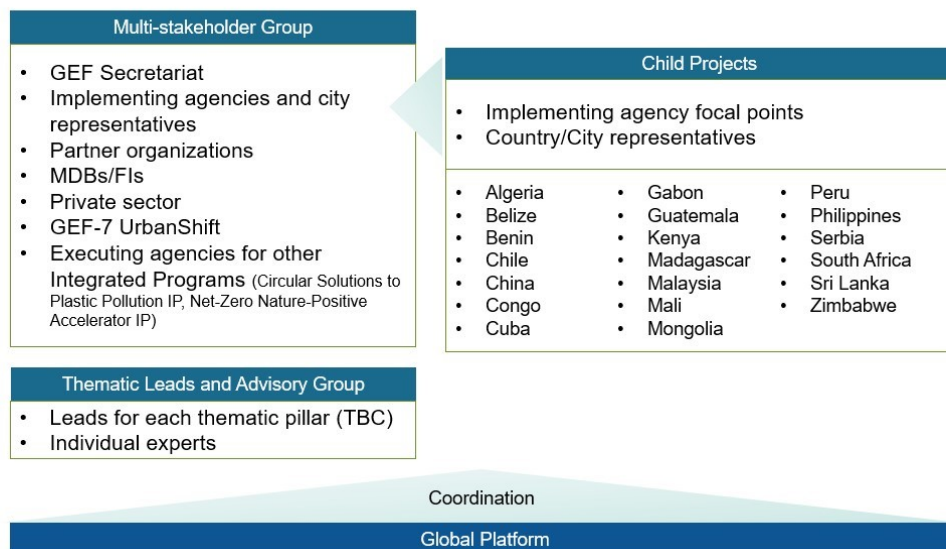 Multi-stakeholder Group
• GEF Secretariat
• Implementing agencies and city
representatives
• Partner organizations
• MDBs/FIs
• Private sector
• GEF-7 UrbanShift
• Executing agencies for other
Integrated Programs (Circular Solutions to
Plastic Pollution IP, Net-Zero Nature-Positive
Accelerator IP)
Child Projects
• Implementing agency focal points
• Country/City representatives
• Algeria
• Belize
• Benin
• Chile
• China
• Congo
• Cuba
• Gabon
• Guatemala
• Kenya
• Madagascar
• Malaysia
• Mali
• Mongolia
• Peru
• Philippines
• Serbia
• South Africa
• Sri Lanka
• Zimbabwe
Thematic Leads and Advisory Group
• Leads for each thematic pillar (TBC)
• Individual experts
Coordination
Global Platform